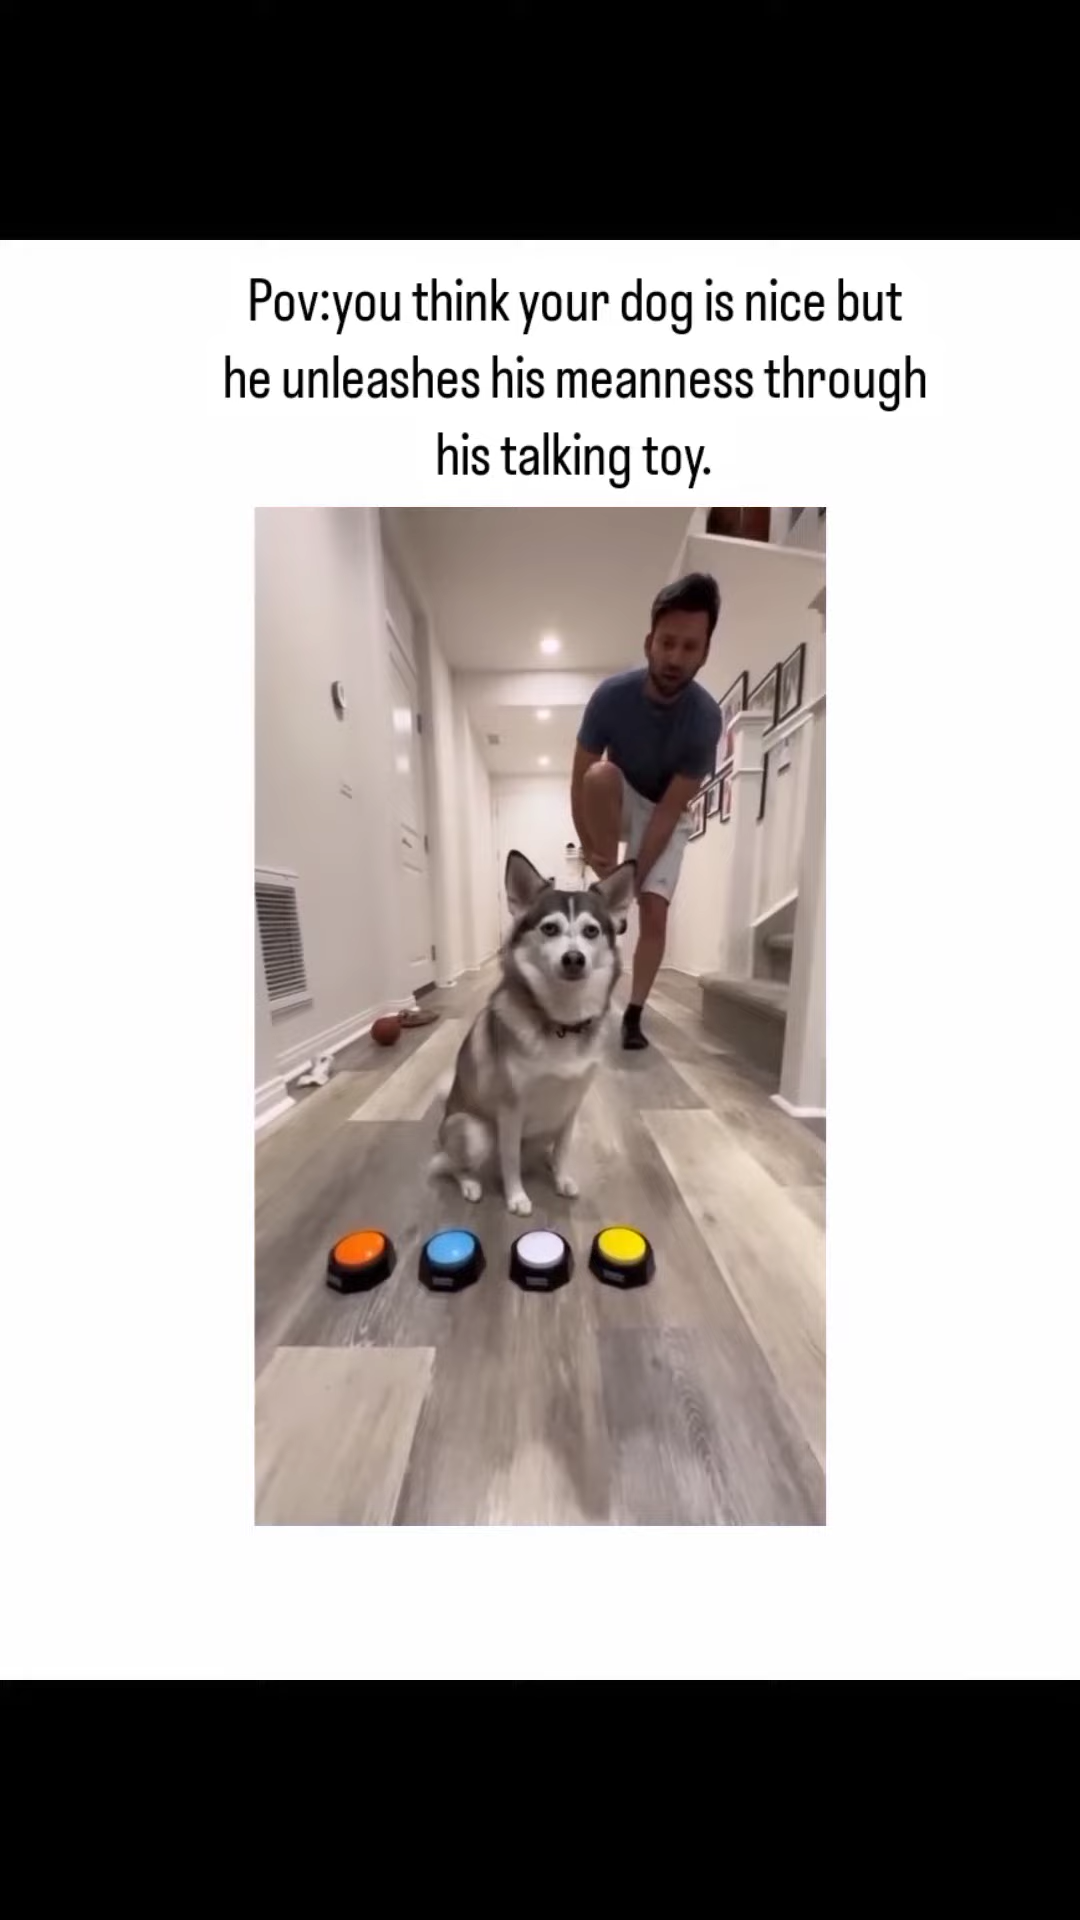 Pov:you think your dog is nice but
he unleashes his meanness through
his talking toy.